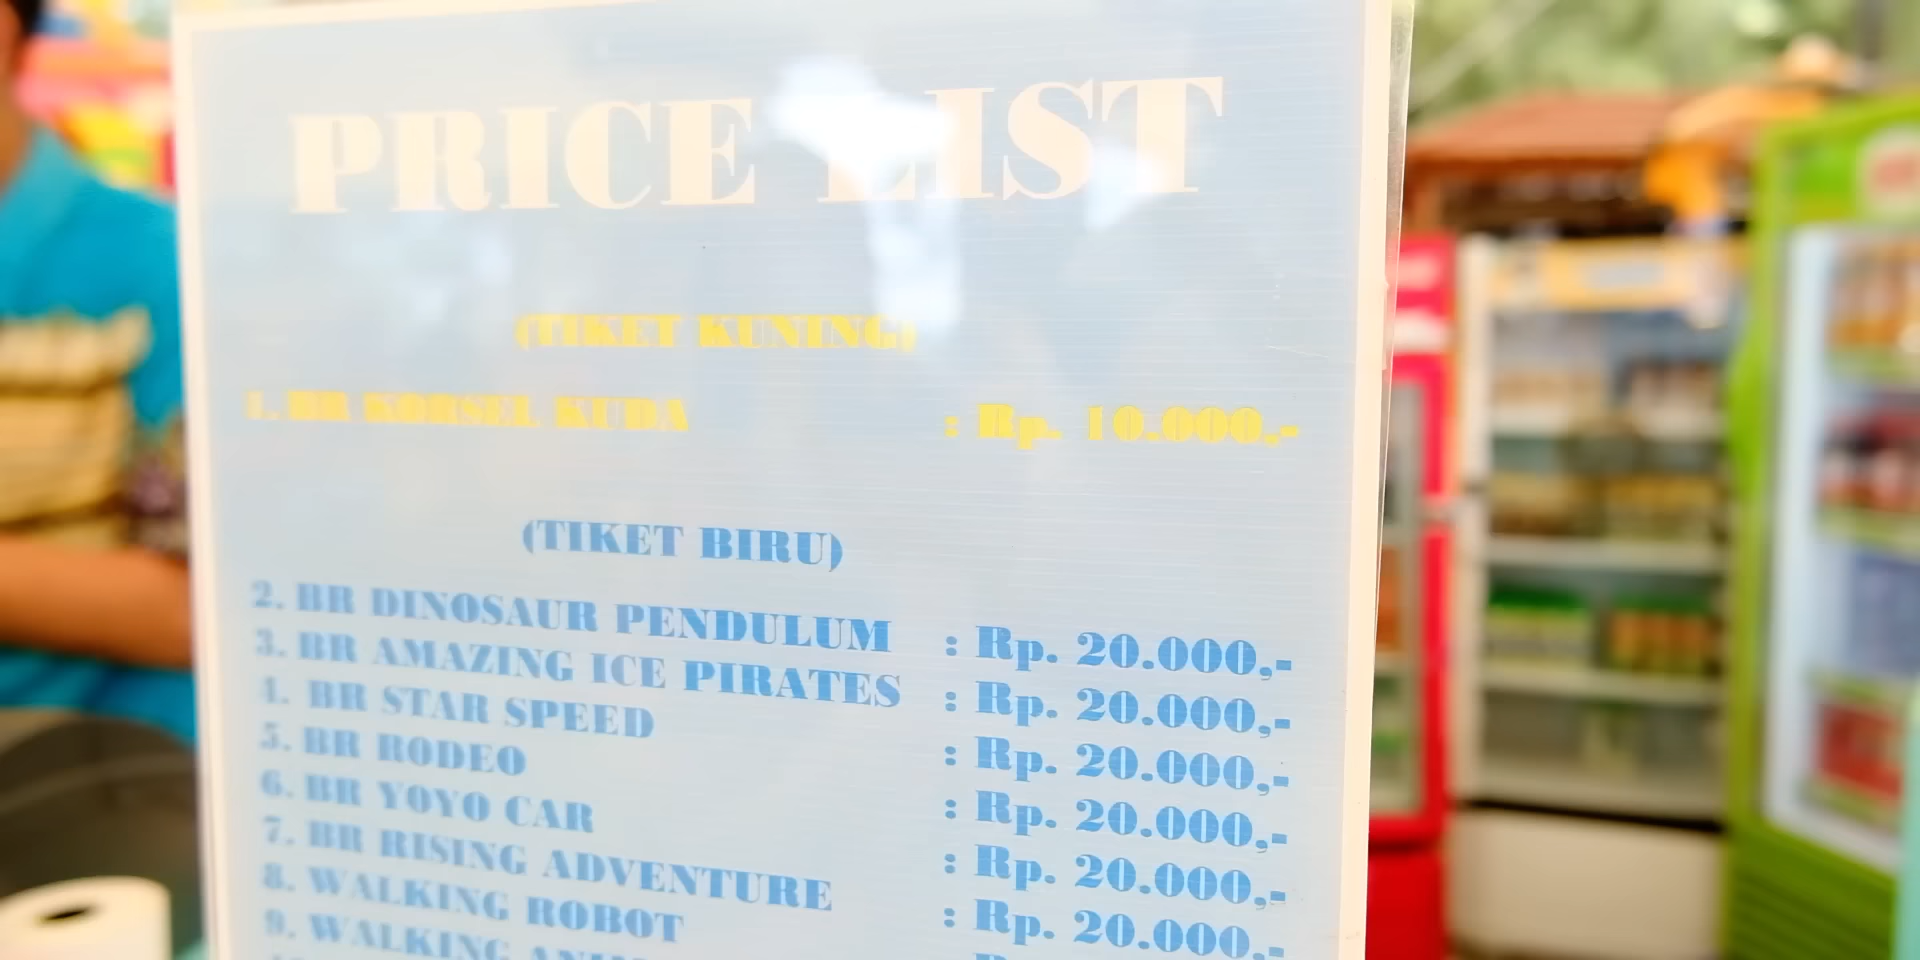 PRICE LIST
(TIKET KUNING)
1. BR KORSEL KUDA : Rp. 10.000,-
(TIKET BIRU)
2. BR DINOSAUR PENDULUM : Rp. 20.000,-
3. BR AMAZING ICE PIRATES : Rp. 20.000,-
4. BR STAR SPEED : Rp. 20.000,-
5. BR RODEO : Rp. 20.000,-
6. BR YOYO CAR : Rp. 20.000,-
7. BR RISING ADVENTURE : Rp. 20.000,-
8. WALKING ROBOT
9. WALKING